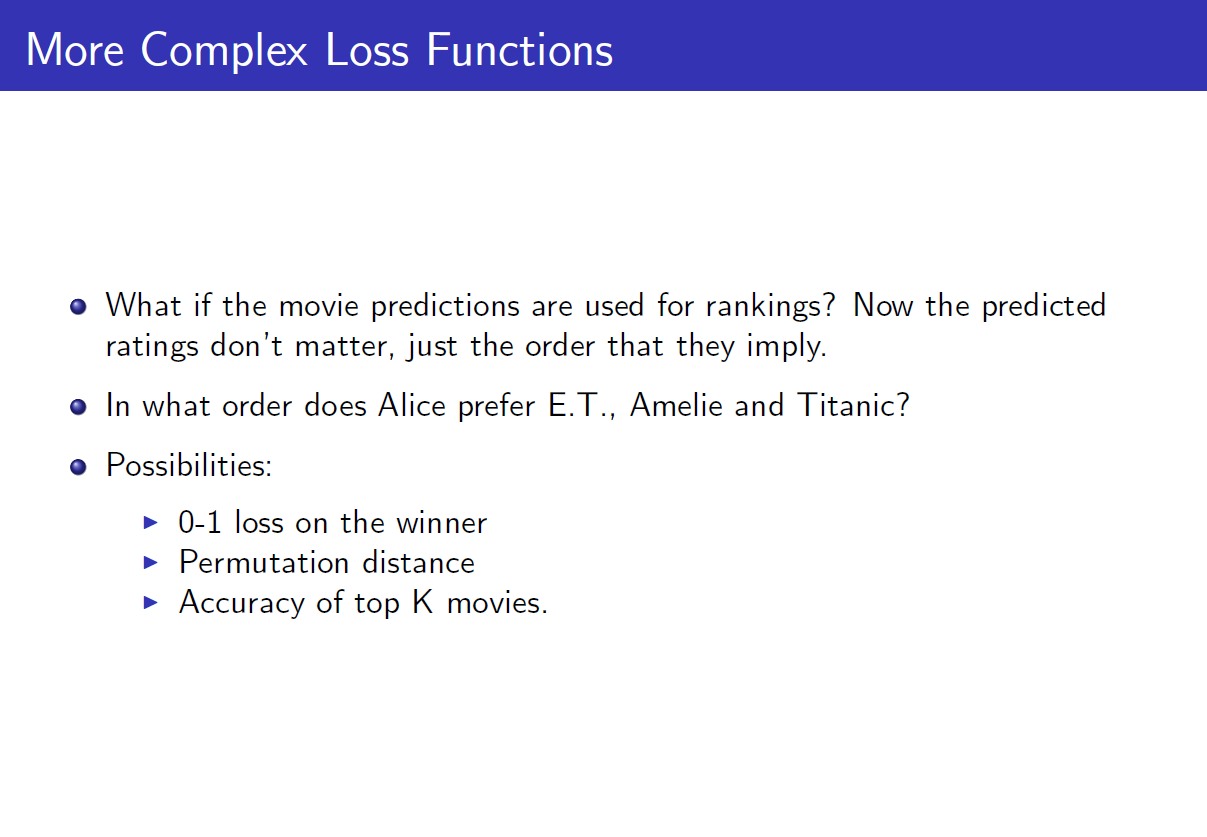 More Complex Loss Functions
What if the movie predictions are used for rankings? Now the predicted
ratings don't matter, just the order that they imply.
In what order does Alice prefer E.T., Amelie and Titanic?
Possibilities:
0-1 loss on the winner
Permutation distance
Accuracy of top K movies.